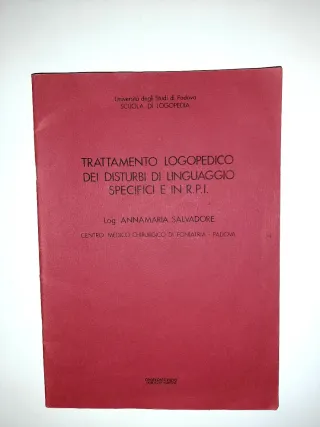 Università degli Studi di Padova
SCUOLA DI LOGOPEDIA
TRATTAMENTO LOGOPEDICO
DEI DISTURBI DI LINGUAGGIO
SPECIFICI E IN R.P.I.
Log. ANNAMARIA SALVADORE
CENTRO MEDICO CHIRURGICO DI FONIATRIA - PADOVA